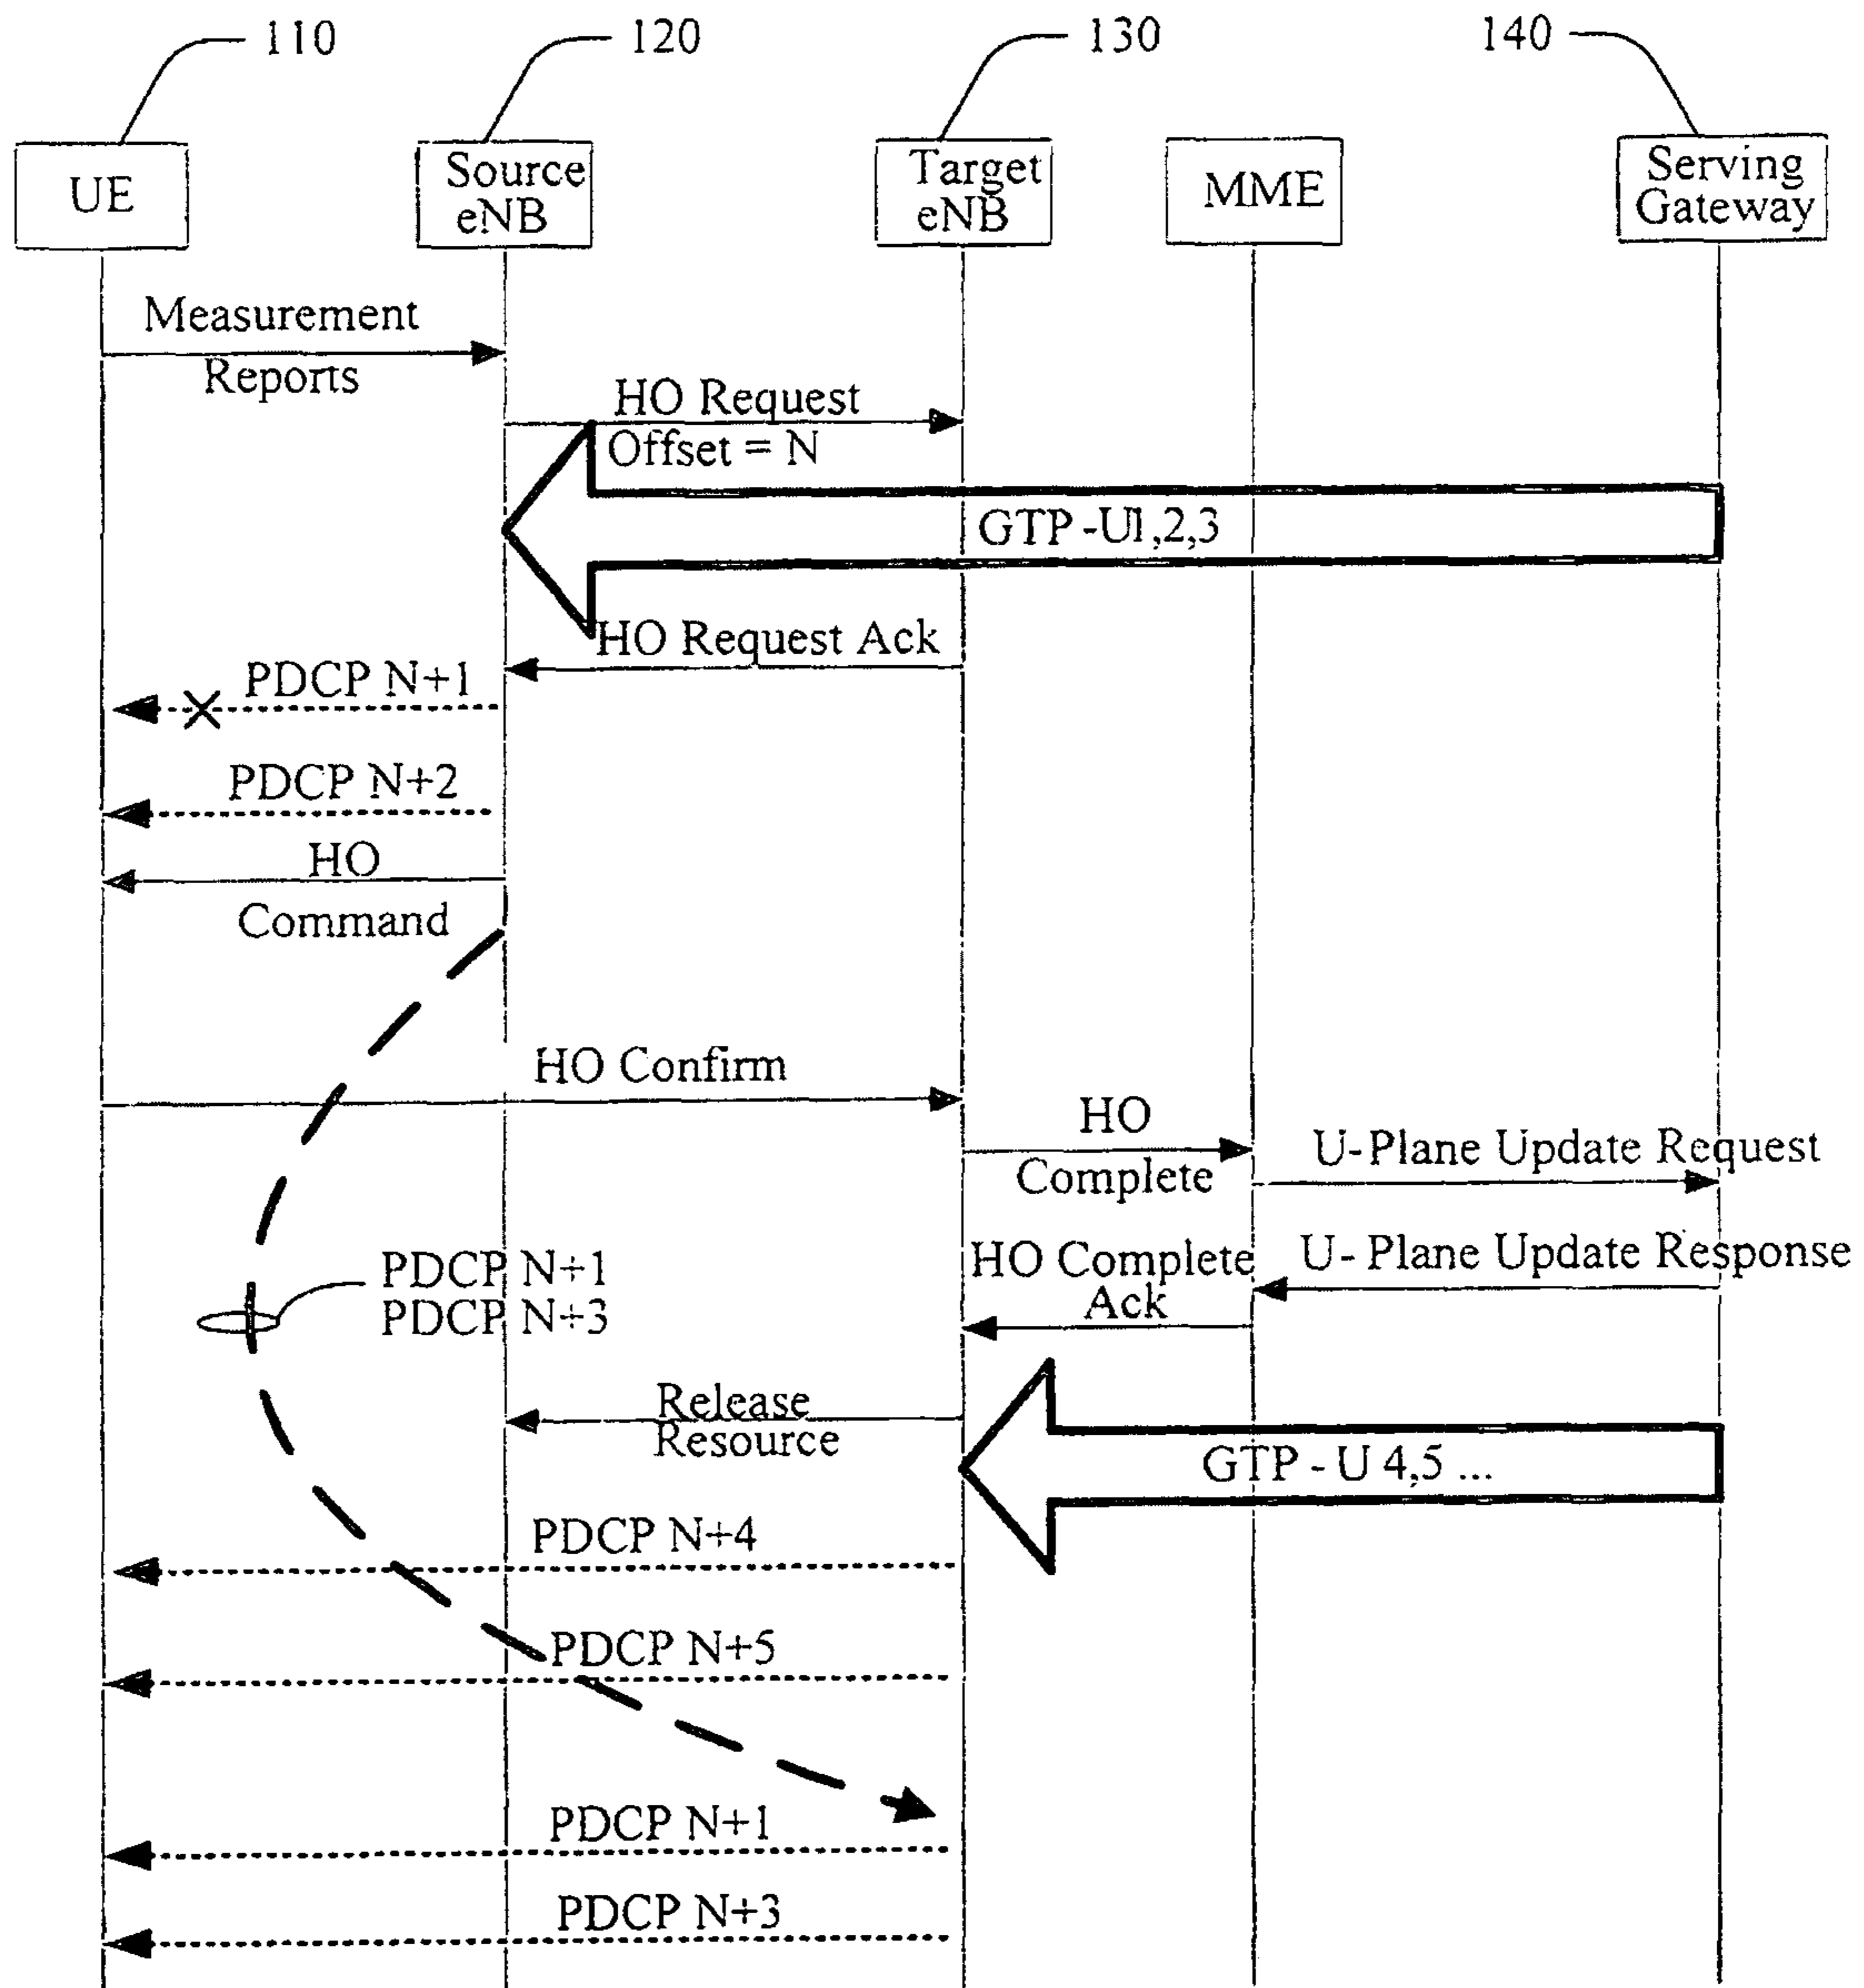 110
120
130
140
UE
Source
eNB
Target
eNB
MME
Serving
Gateway
Measurement
Reports
HO Request
Offset = N
GTP -U1,2,3
HO Request Ack
PDCP N+1
PDCP N+2
HO
Command
HO Confirm
HO
Complete
U-Plane Update Request
U- Plane Update Response
HO Complete
Ack
PDCP N+1
PDCP N+3
Release
Resource
GTP - U 4,5 ...
PDCP N+4
PDCP N+5
PDCP N+1
PDCP N+3